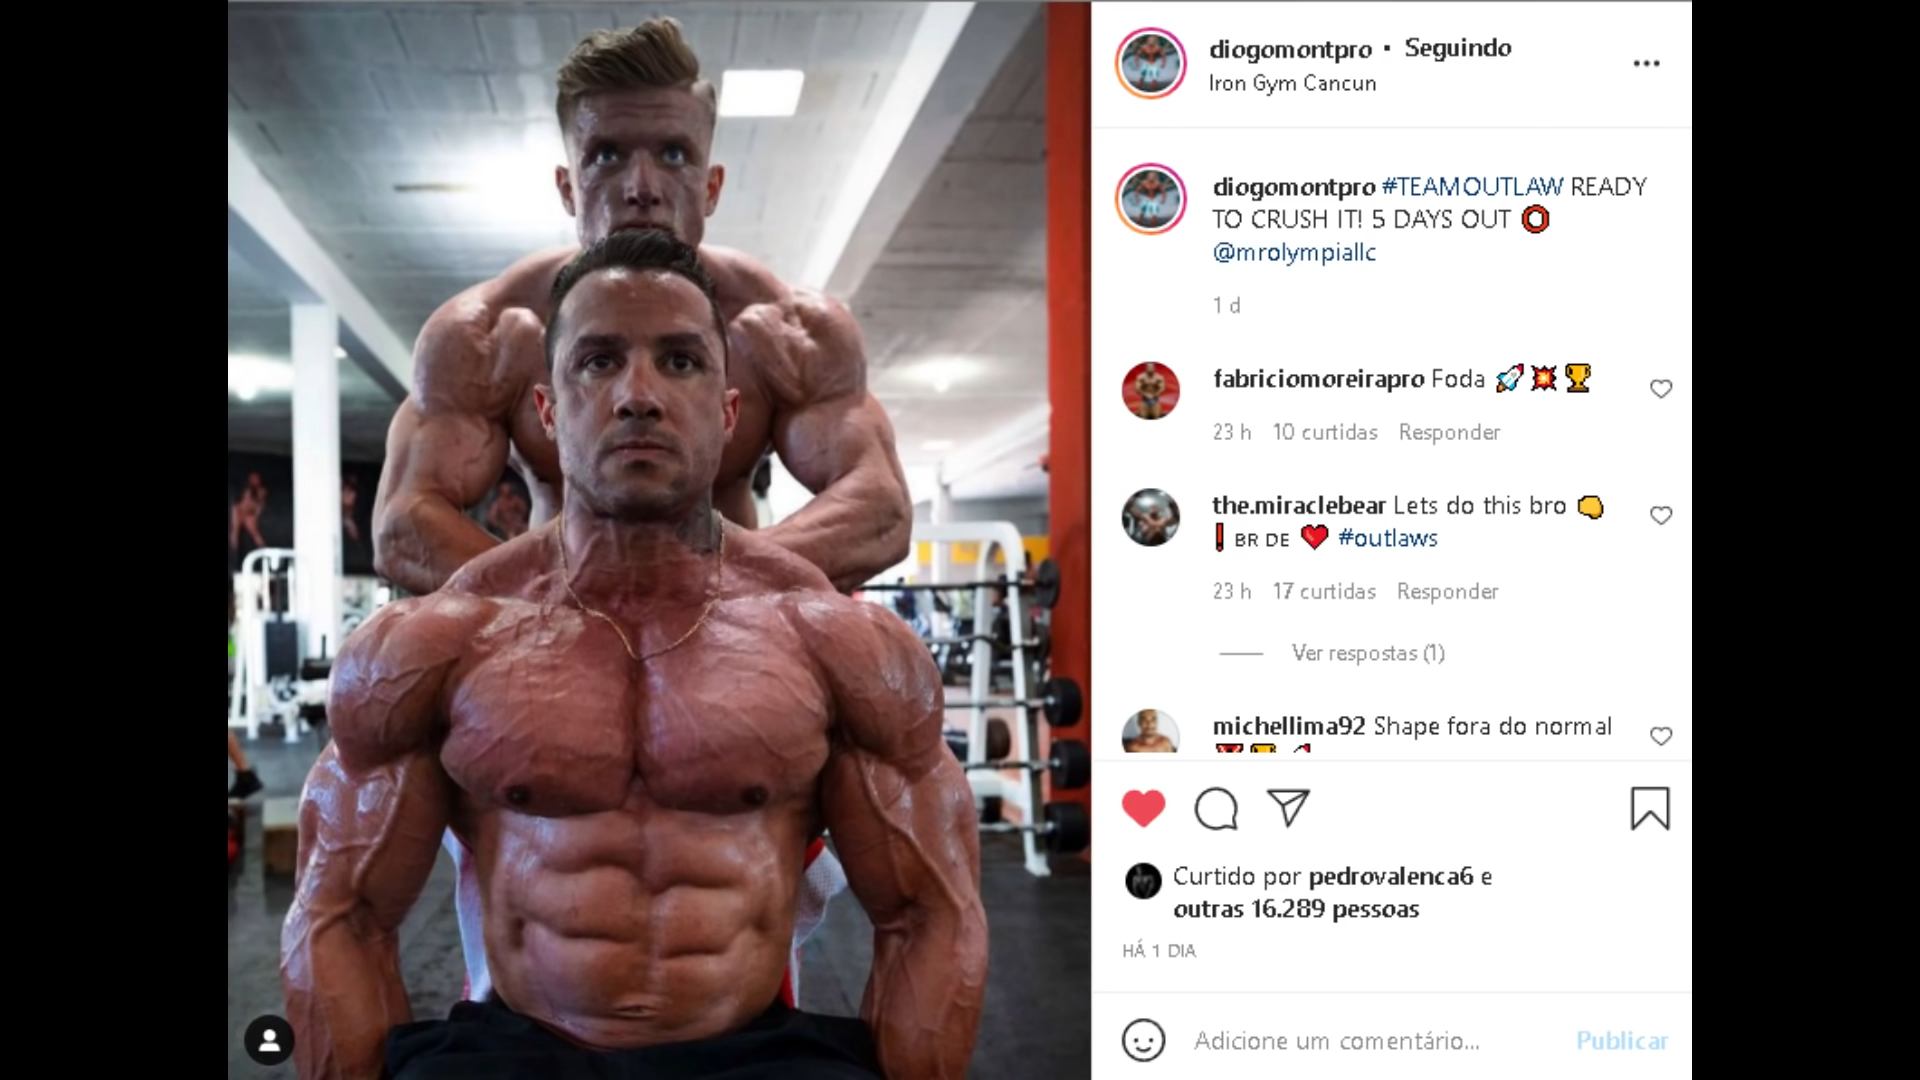 diogomontpro • Seguindo
Iron Gym Cancun
diogomontpro #TEAMOUTLAW READY
TO CRUSH IT! 5 DAYS OUT ⭕
@mrolympiallc
1 d
fabriciomoreirapro Foda 🚀💥🏆
23 h 10 curtidas Responder
the.miraclebear Lets do this bro 👊
❗BR DE ❤️ #outlaws
23 h 17 curtidas Responder
Ver respostas (1)
michellima92 Shape fora do normal
Curtido por pedrovalenca6 e
outras 16.289 pessoas
HÁ 1 DIA
Adicione um comentário... Publicar